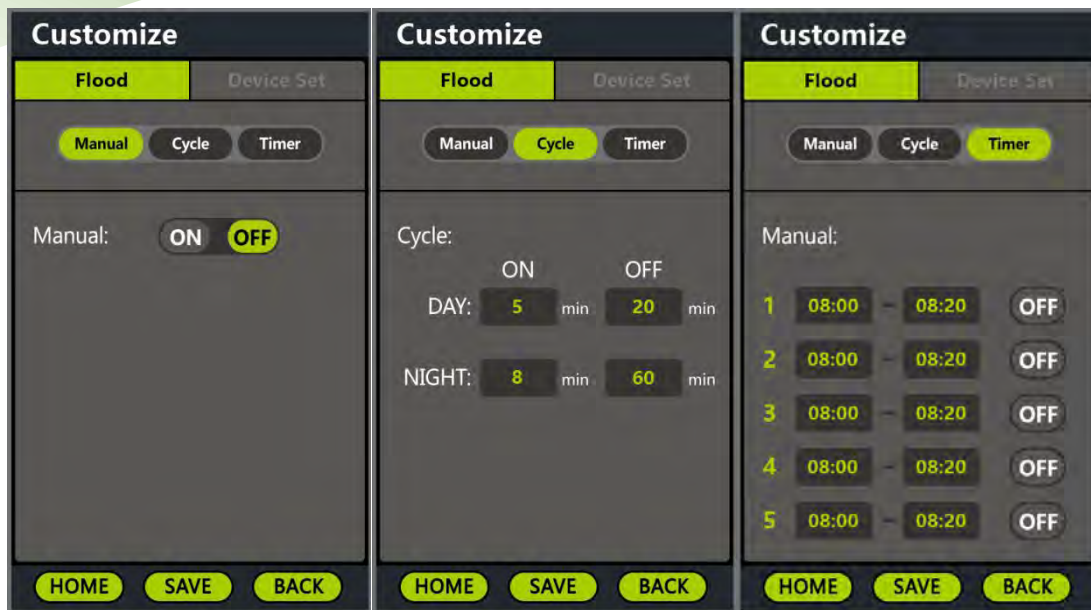 Customize
Flood Device Set
Manual Cycle Timer
Manual: ON OFF
HOME SAVE BACK
Customize
Flood Device Set
Manual Cycle Timer
Cycle:
ON OFF
DAY: 5 min 20 min
NIGHT: 8 min 60 min
HOME SAVE BACK
Customize
Flood Device Set
Manual Cycle Timer
Manual:
1 08:00 - 08:20 OFF
2 08:00 - 08:20 OFF
3 08:00 - 08:20 OFF
4 08:00 - 08:20 OFF
5 08:00 - 08:20 OFF
HOME SAVE BACK